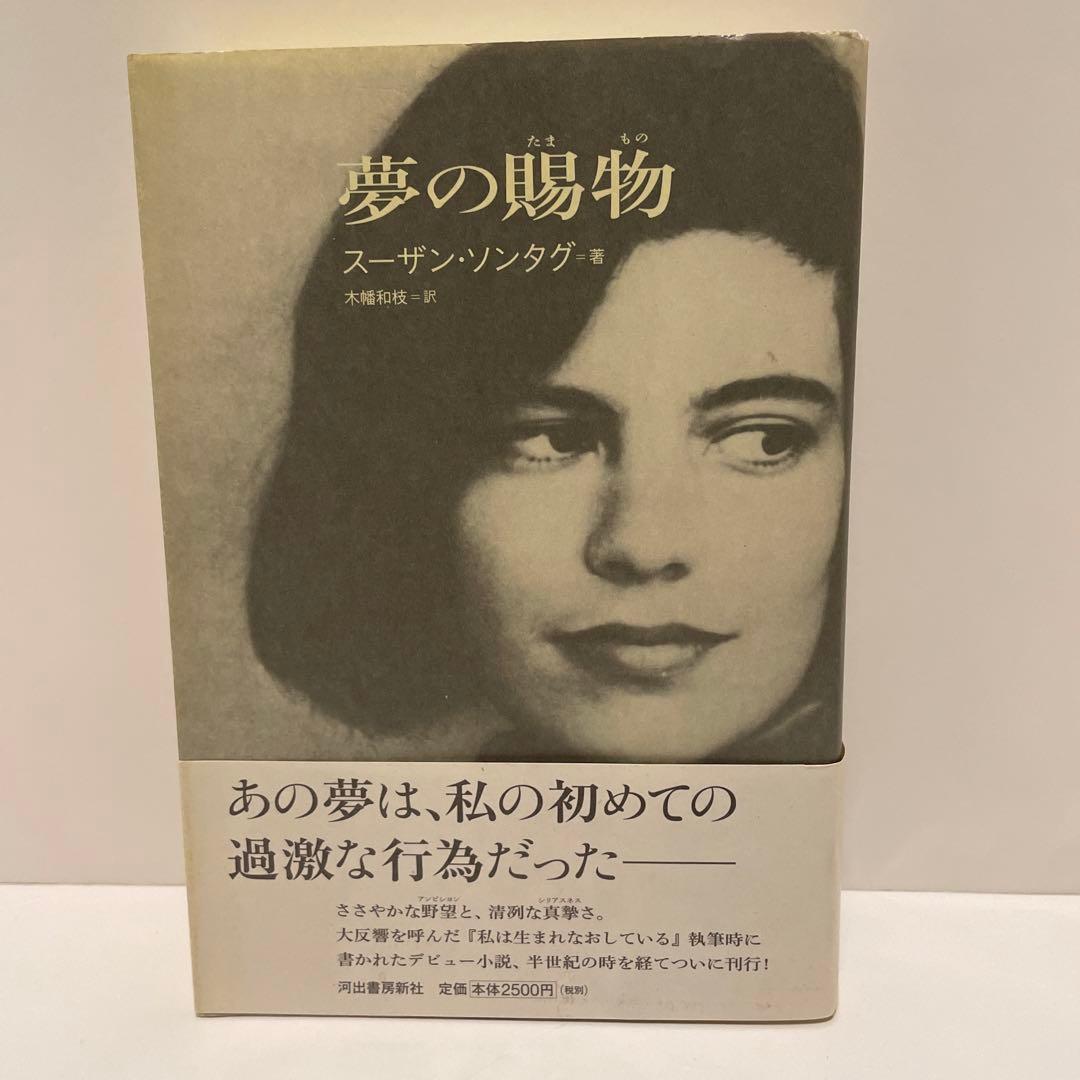 たま もの
夢の賜物
スーザン・ソンタグ=著
木幡和枝=訳
あの夢は、私の初めての
過激な行為だった――
アンビション シリアスネス
ささやかな野望と、清冽な真摯さ。
大反響を呼んだ『私は生まれなおしている』執筆時に
書かれたデビュー小説、半世紀の時を経てついに刊行!
河出書房新社 定価 本体2500円 (税別)